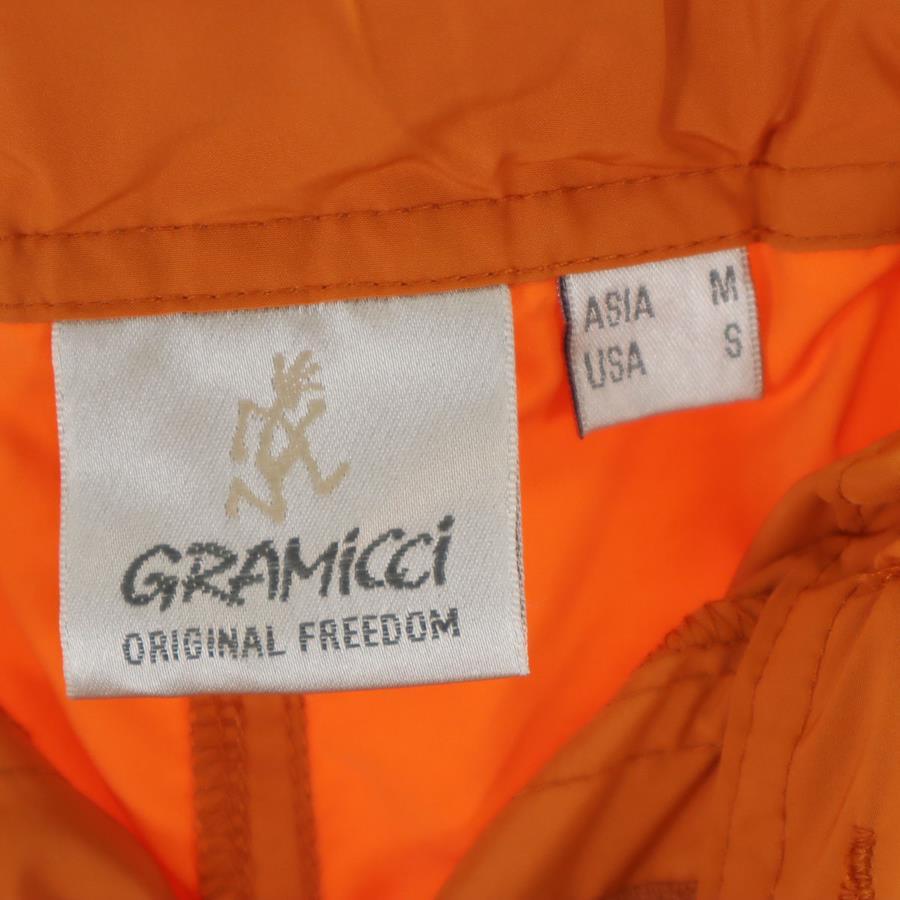 GRAMiCCi
ORIGINAL FREEDOM
ASIA M
USA S